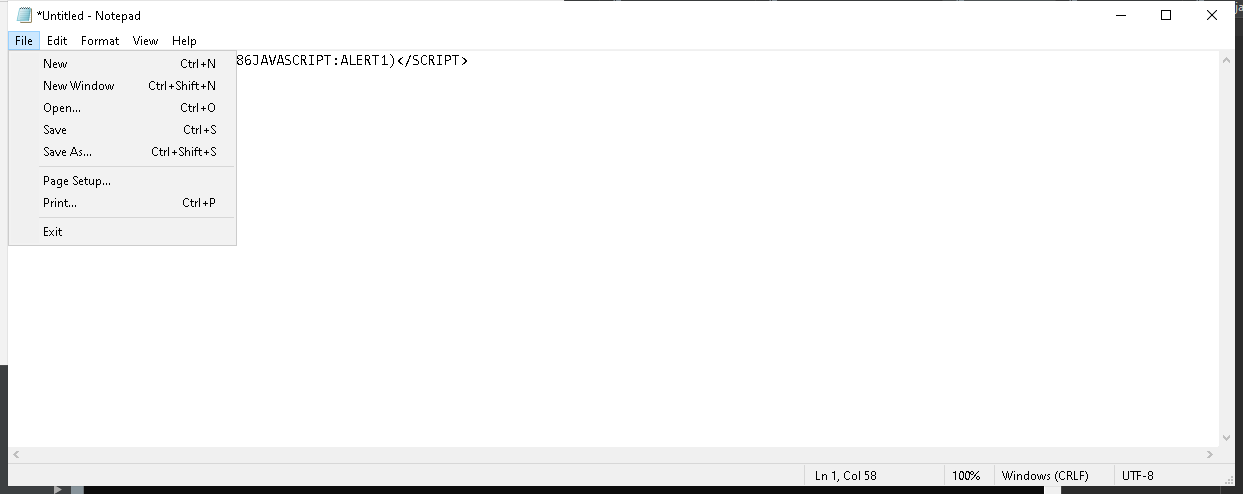 *Untitled - Notepad
File Edit Format View Help
86JAVASCRIPT:ALERT1)</SCRIPT>
New Ctrl+N
New Window Ctrl+Shift+N
Open... Ctrl+O
Save Ctrl+S
Save As... Ctrl+Shift+S
Page Setup...
Print... Ctrl+P
Exit
Ln 1, Col 58 100% Windows (CRLF) UTF-8